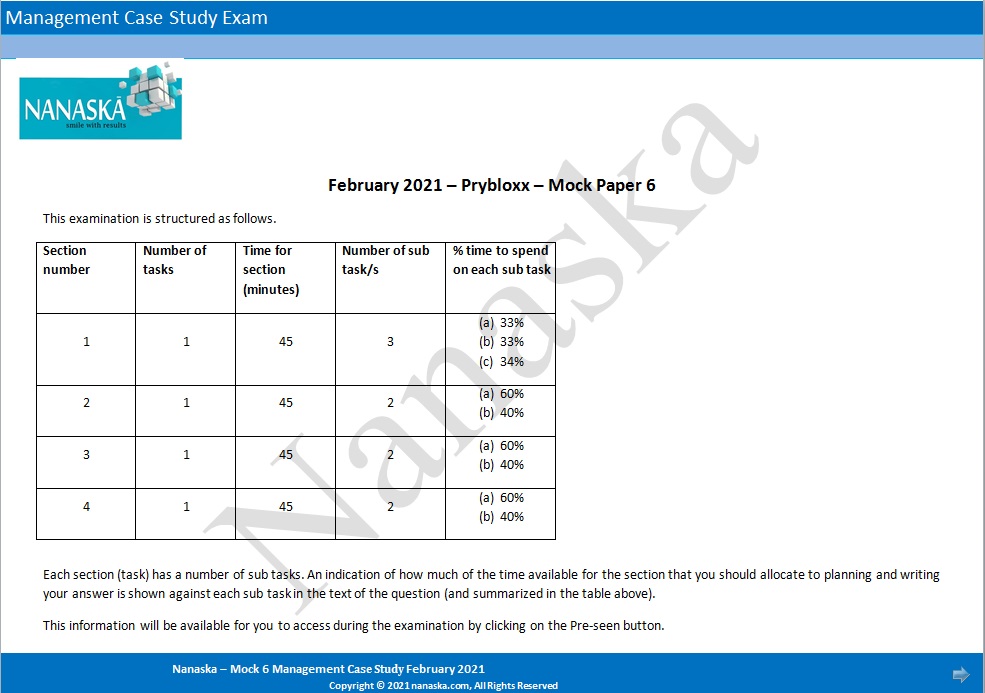 Management Case Study Exam
NANASKĀ
smile with results
February 2021 – Prybloxx – Mock Paper 6
This examination is structured as follows.
Section number Number of tasks Time for section (minutes) Number of sub task/s % time to spend on each sub task
1 1 45 3 (a) 33% (b) 33% (c) 34%
2 1 45 2 (a) 60% (b) 40%
3 1 45 2 (a) 60% (b) 40%
4 1 45 2 (a) 60% (b) 40%
Each section (task) has a number of sub tasks. An indication of how much of the time available for the section that you should allocate to planning and writing
your answer is shown against each sub task in the text of the question (and summarized in the table above).
This information will be available for you to access during the examination by clicking on the Pre-seen button.
Nanaska
Nanaska – Mock 6 Management Case Study February 2021
Copyright © 2021 nanaska.com, All Rights Reserved